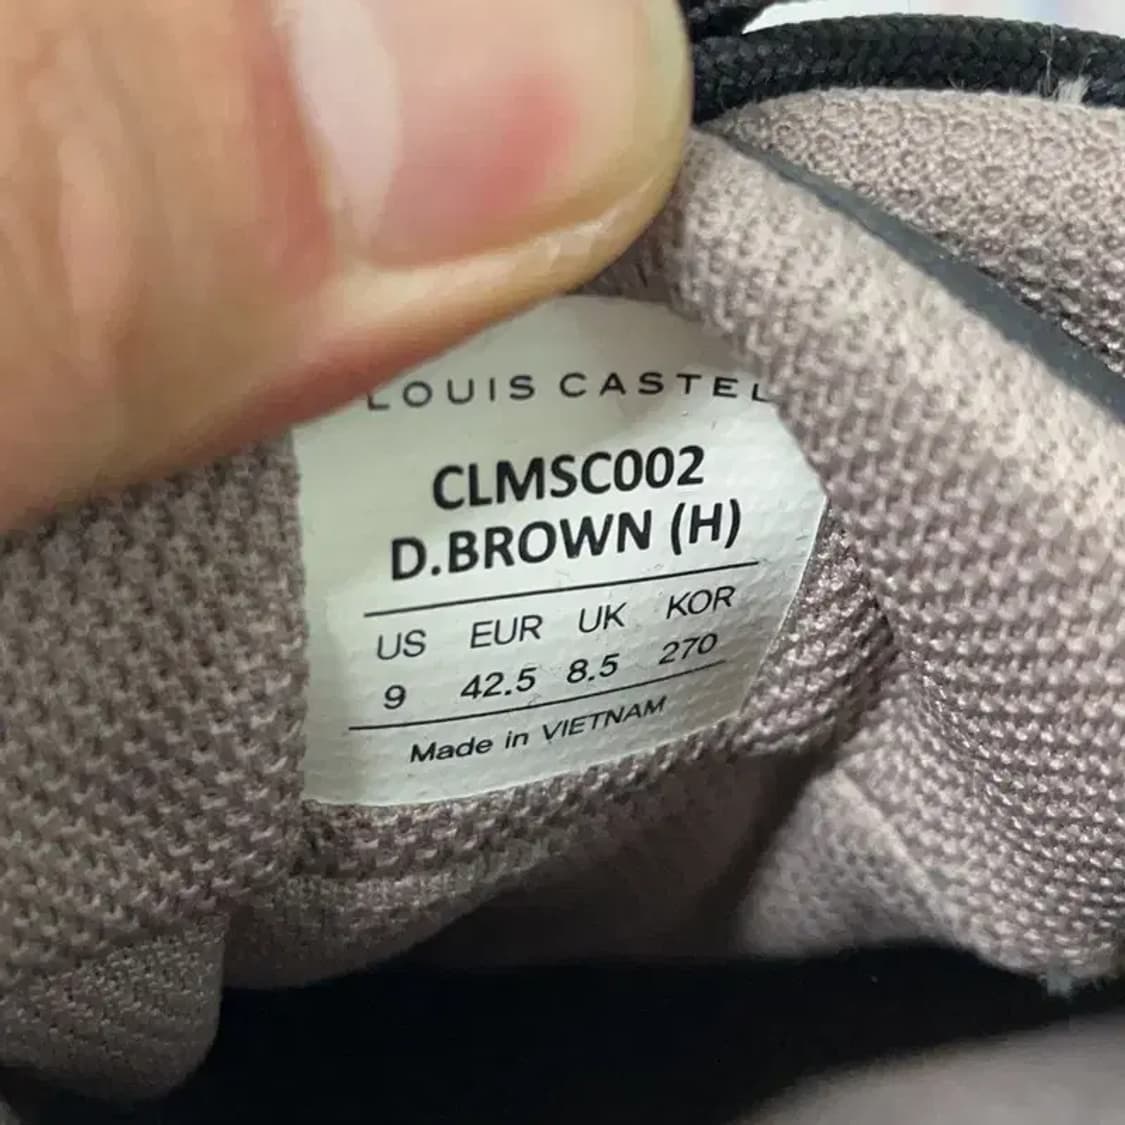 LOUIS CASTEL
CLMSC002
D.BROWN (H)
US EUR UK KOR
9 42.5 8.5 270
Made in VIETNAM